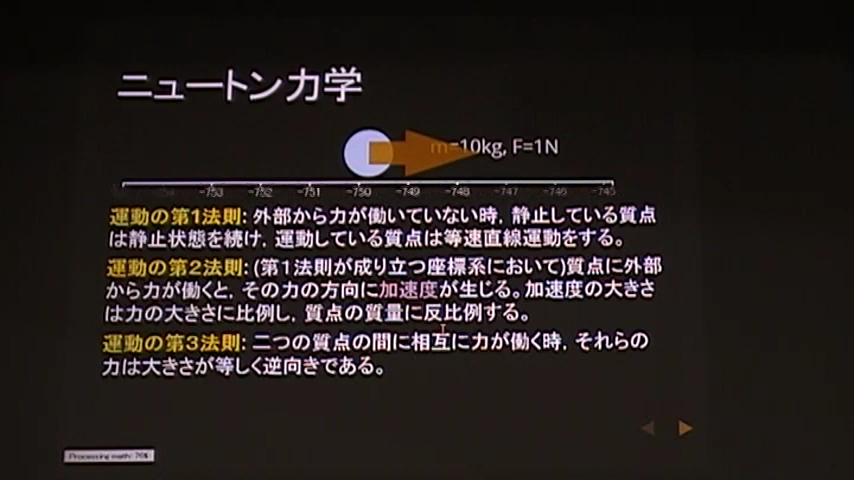 ニュートン力学
m=10kg, F=1N
-753 -752 -751 -750 -749 -748 -747 -746 -745
運動の第1法則: 外部から力が働いていない時, 静止している質点
は静止状態を続け, 運動している質点は等速直線運動をする。
運動の第2法則: (第1法則が成り立つ座標系において)質点に外部
から力が働くと, その力の方向に加速度が生じる。加速度の大きさ
は力の大きさに比例し, 質点の質量に反比例する。
運動の第3法則: 二つの質点の間に相互に力が働く時, それらの
力は大きさが等しく逆向きである。
Processing math: 76%